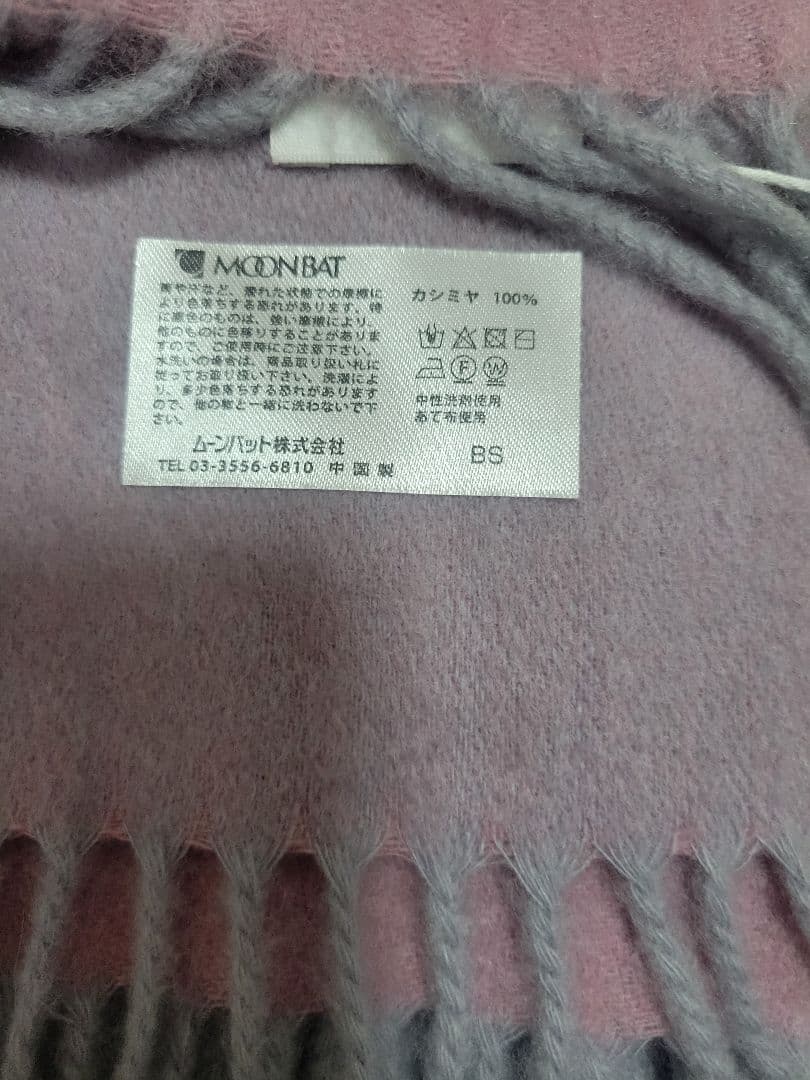 MOONBAT
雨や汗など、濡れた状態での摩擦に
より色落ちする恐れがあります。特
に濃色のものは、強い摩擦により、
他のものに色移りすることがありま
すので、ご使用時にご注意下さい。
水洗いの場合は、商品取り扱い札に
従ってお取り扱い下さい。洗濯によ
り、多少色落ちする恐れがあります
ので、他の物と一緒に洗わないで下
さい。
ムーンバット株式会社
TEL 03-3556-6810 中国製
カシミヤ 100%
F W
中性洗剤使用
あて布使用
BS